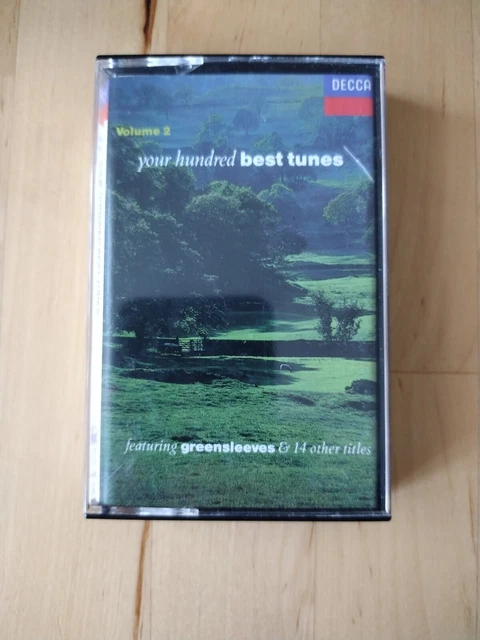 DECCA
Volume 2
your hundred best tunes
featuring greensleeves & 14 other titles